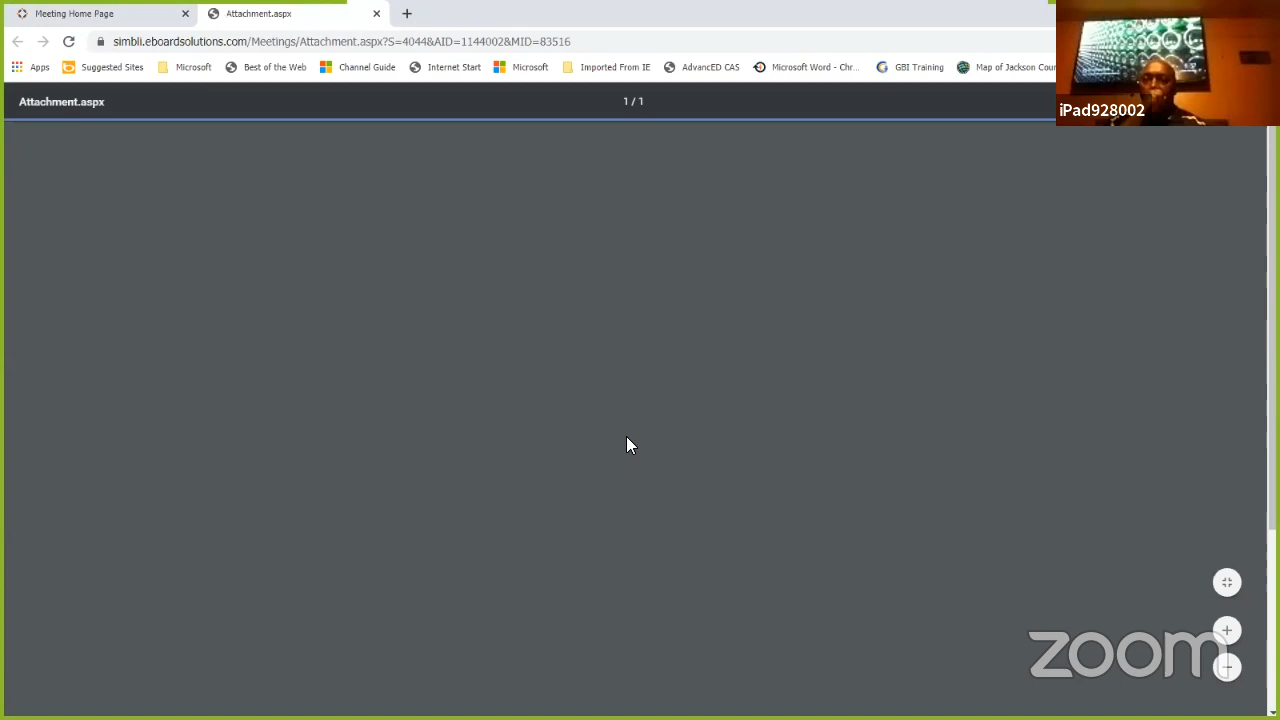 Meeting Home Page
Attachment.aspx
simbli.eboardsolutions.com/Meetings/Attachment.aspx?S=4044&AID=1144002&MID=83516
Apps Suggested Sites Microsoft Best of the Web Channel Guide Internet Start Microsoft Imported From IE AdvancED CAS Microsoft Word - Chr... GBI Training Map of Jackson Cou
Attachment.aspx
1 / 1
iPad928002
zoom